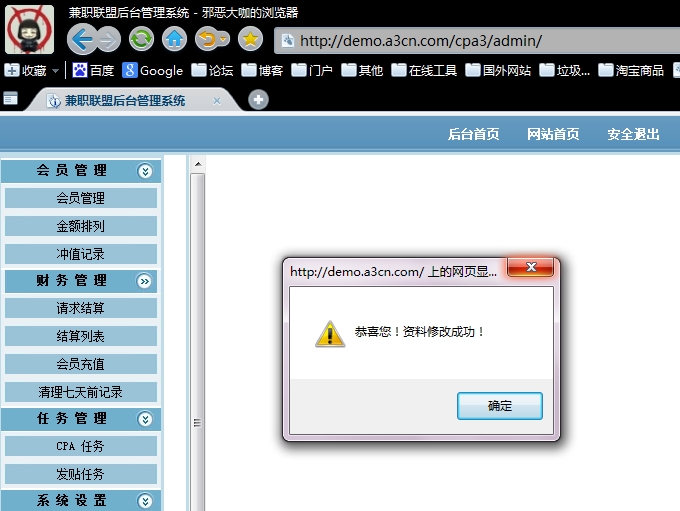 兼职联盟后台管理系统 - 邪恶大咖的浏览器
http://demo.a3cn.com/cpa3/admin/
收藏 百度 Google 论坛 博客 门户 其他 在线工具 国外网站 垃圾... 淘宝商品
兼职联盟后台管理系统
后台首页 网站首页 安全退出
会员管理
会员管理
金额排列
冲值记录
财务管理
请求结算
结算列表
会员充值
清理七天前记录
任务管理
CPA 任务
发贴任务
系统设置
http://demo.a3cn.com/ 上的网页显...
恭喜您！资料修改成功！
确定